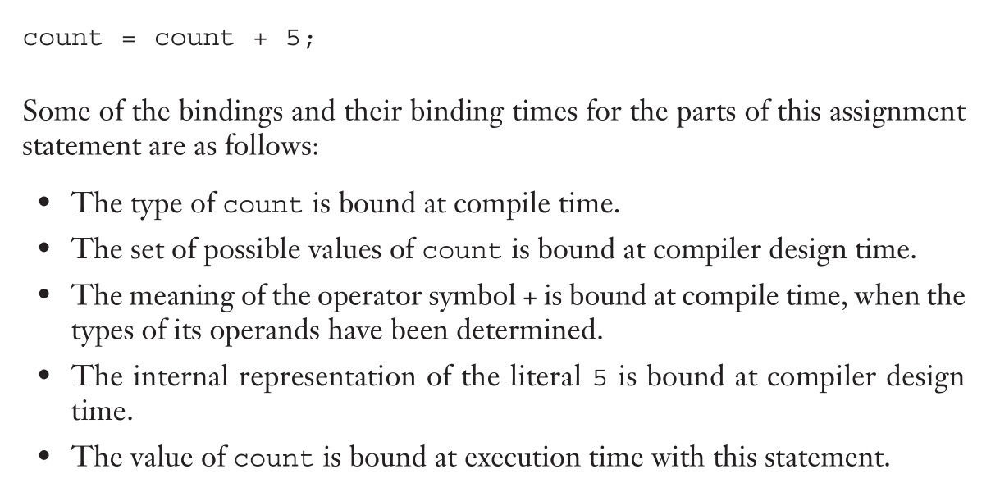 count = count + 5;
Some of the bindings and their binding times for the parts of this assignment
statement are as follows:
• The type of count is bound at compile time.
• The set of possible values of count is bound at compiler design time.
• The meaning of the operator symbol + is bound at compile time, when the
types of its operands have been determined.
• The internal representation of the literal 5 is bound at compiler design
time.
• The value of count is bound at execution time with this statement.